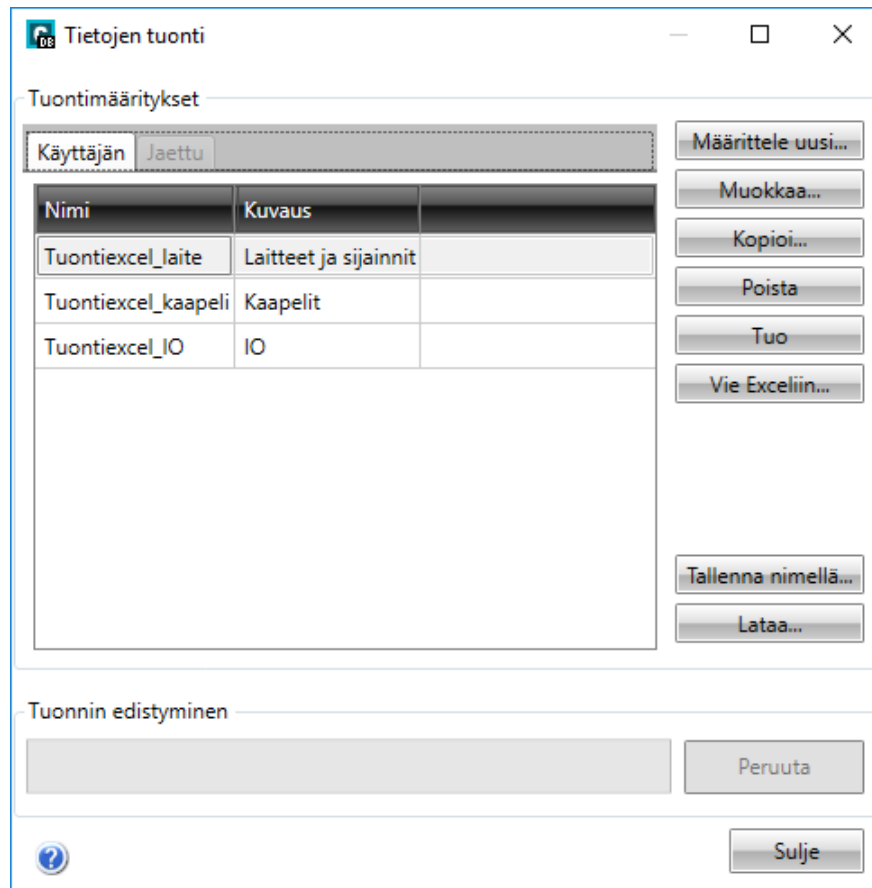 Tietojen tuonti
Tuontimääritykset
Käyttäjän Jaettu
Nimi Kuvaus
Tuontiexcel_laite Laitteet ja sijainnit
Tuontiexcel_kaapeli Kaapelit
Tuontiexcel_IO IO
Määrittele uusi...
Muokkaa...
Kopioi...
Poista
Tuo
Vie Exceliin...
Tallenna nimellä...
Lataa...
Tuonnin edistyminen
Peruuta
?
Sulje